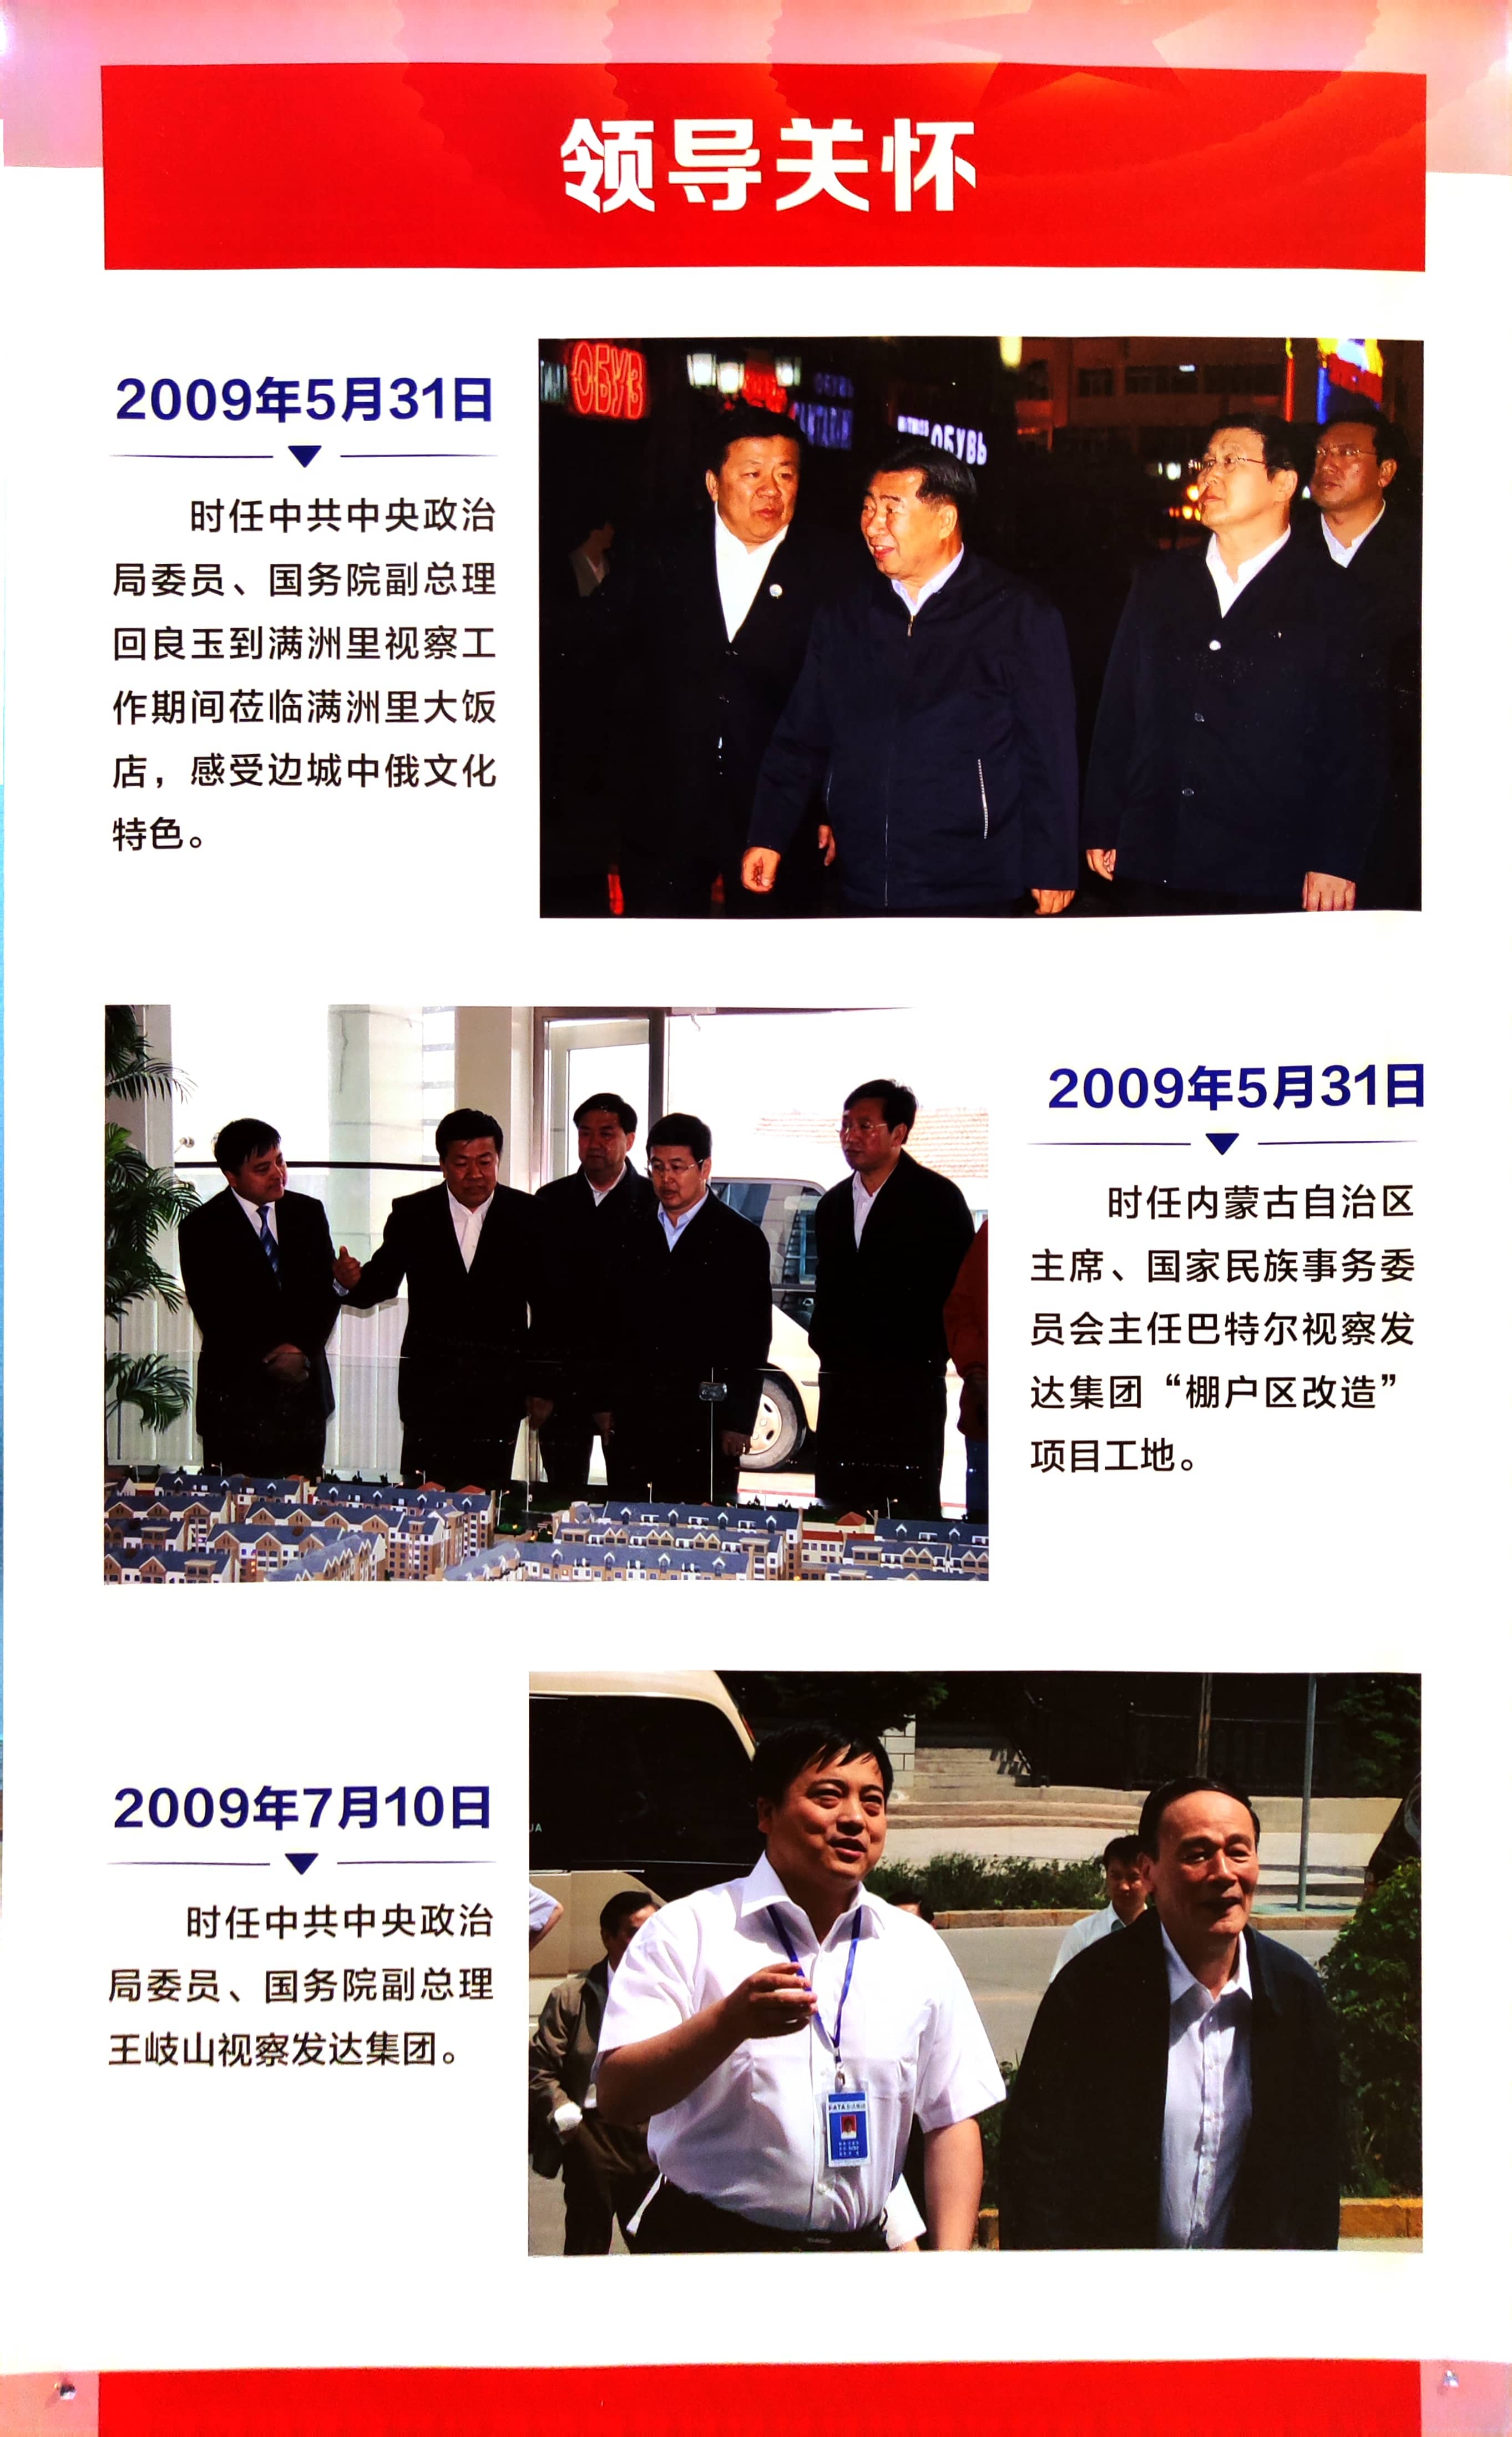 领导关怀
2009年5月31日
时任中共中央政治
局委员、国务院副总理
回良玉到满洲里视察工
作期间莅临满洲里大饭
店，感受边城中俄文化
特色。
ОБУВ
ОБУВЬ
2009年5月31日
时任内蒙古自治区
主席、国家民族事务委
员会主任巴特尔视察发
达集团“棚户区改造”
项目工地。
2009年7月10日
时任中共中央政治
局委员、国务院副总理
王岐山视察发达集团。